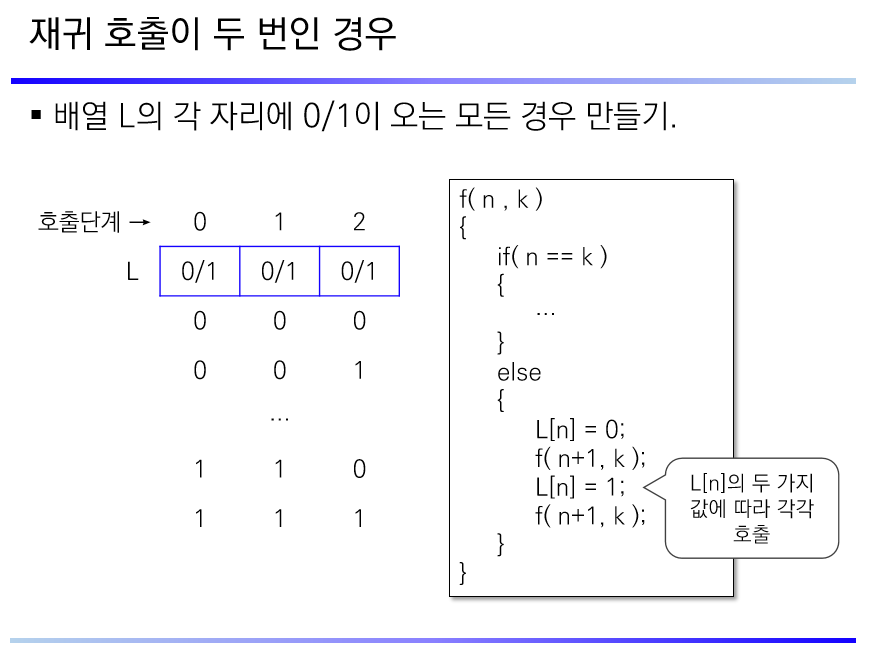 재귀 호출이 두 번인 경우
▪ 배열 L의 각 자리에 0/1이 오는 모든 경우 만들기.
호출단계 → 0 1 2
L 0/1 0/1 0/1
0 0 0
0 0 1
...
1 1 0
1 1 1
f( n , k )
{
if( n == k )
{
...
}
else
{
L[n] = 0;
f( n+1, k );
L[n] = 1;
f( n+1, k );
}
}
L[n]의 두 가지
값에 따라 각각
호출